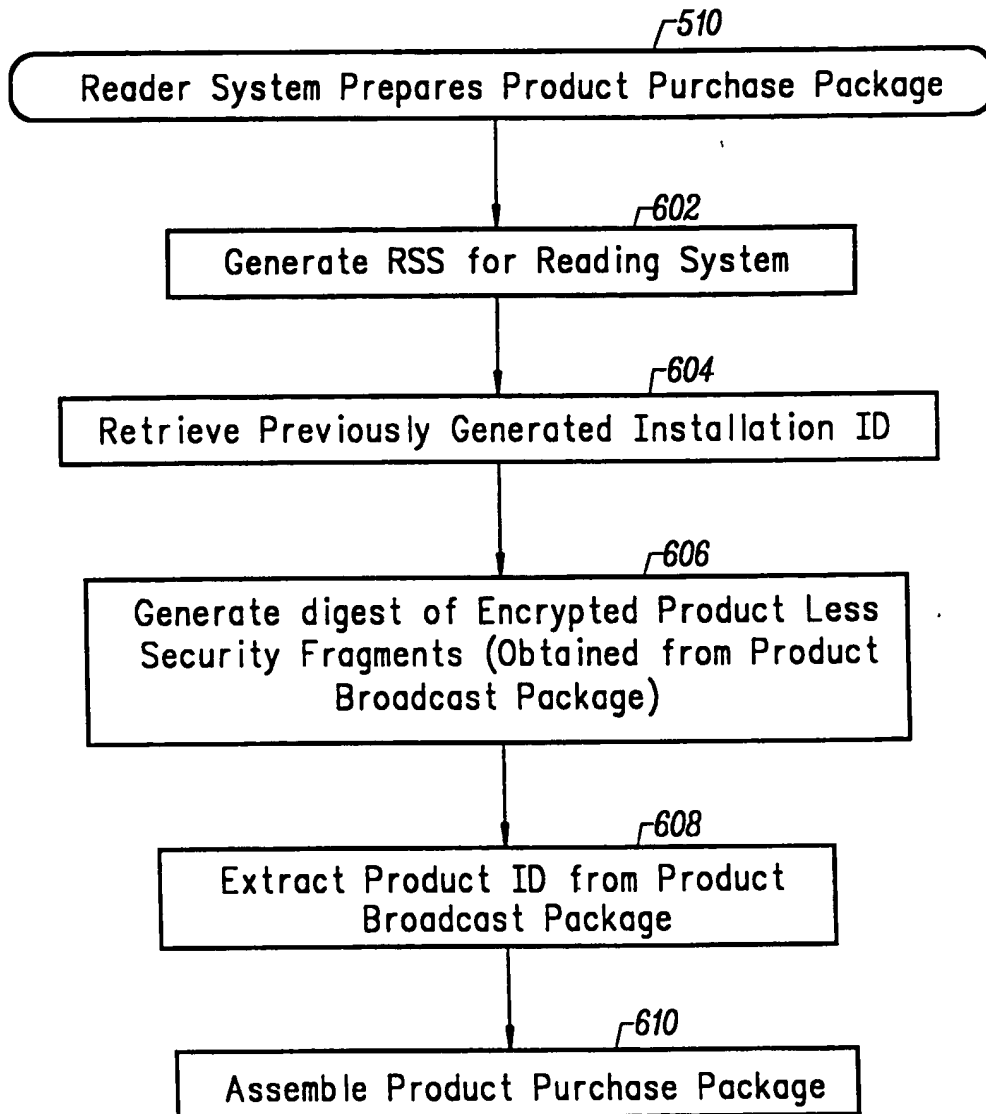 510
Reader System Prepares Product Purchase Package
602
Generate RSS for Reading System
604
Retrieve Previously Generated Installation ID
606
Generate digest of Encrypted Product Less
Security Fragments (Obtained from Product
Broadcast Package)
608
Extract Product ID from Product
Broadcast Package
610
Assemble Product Purchase Package